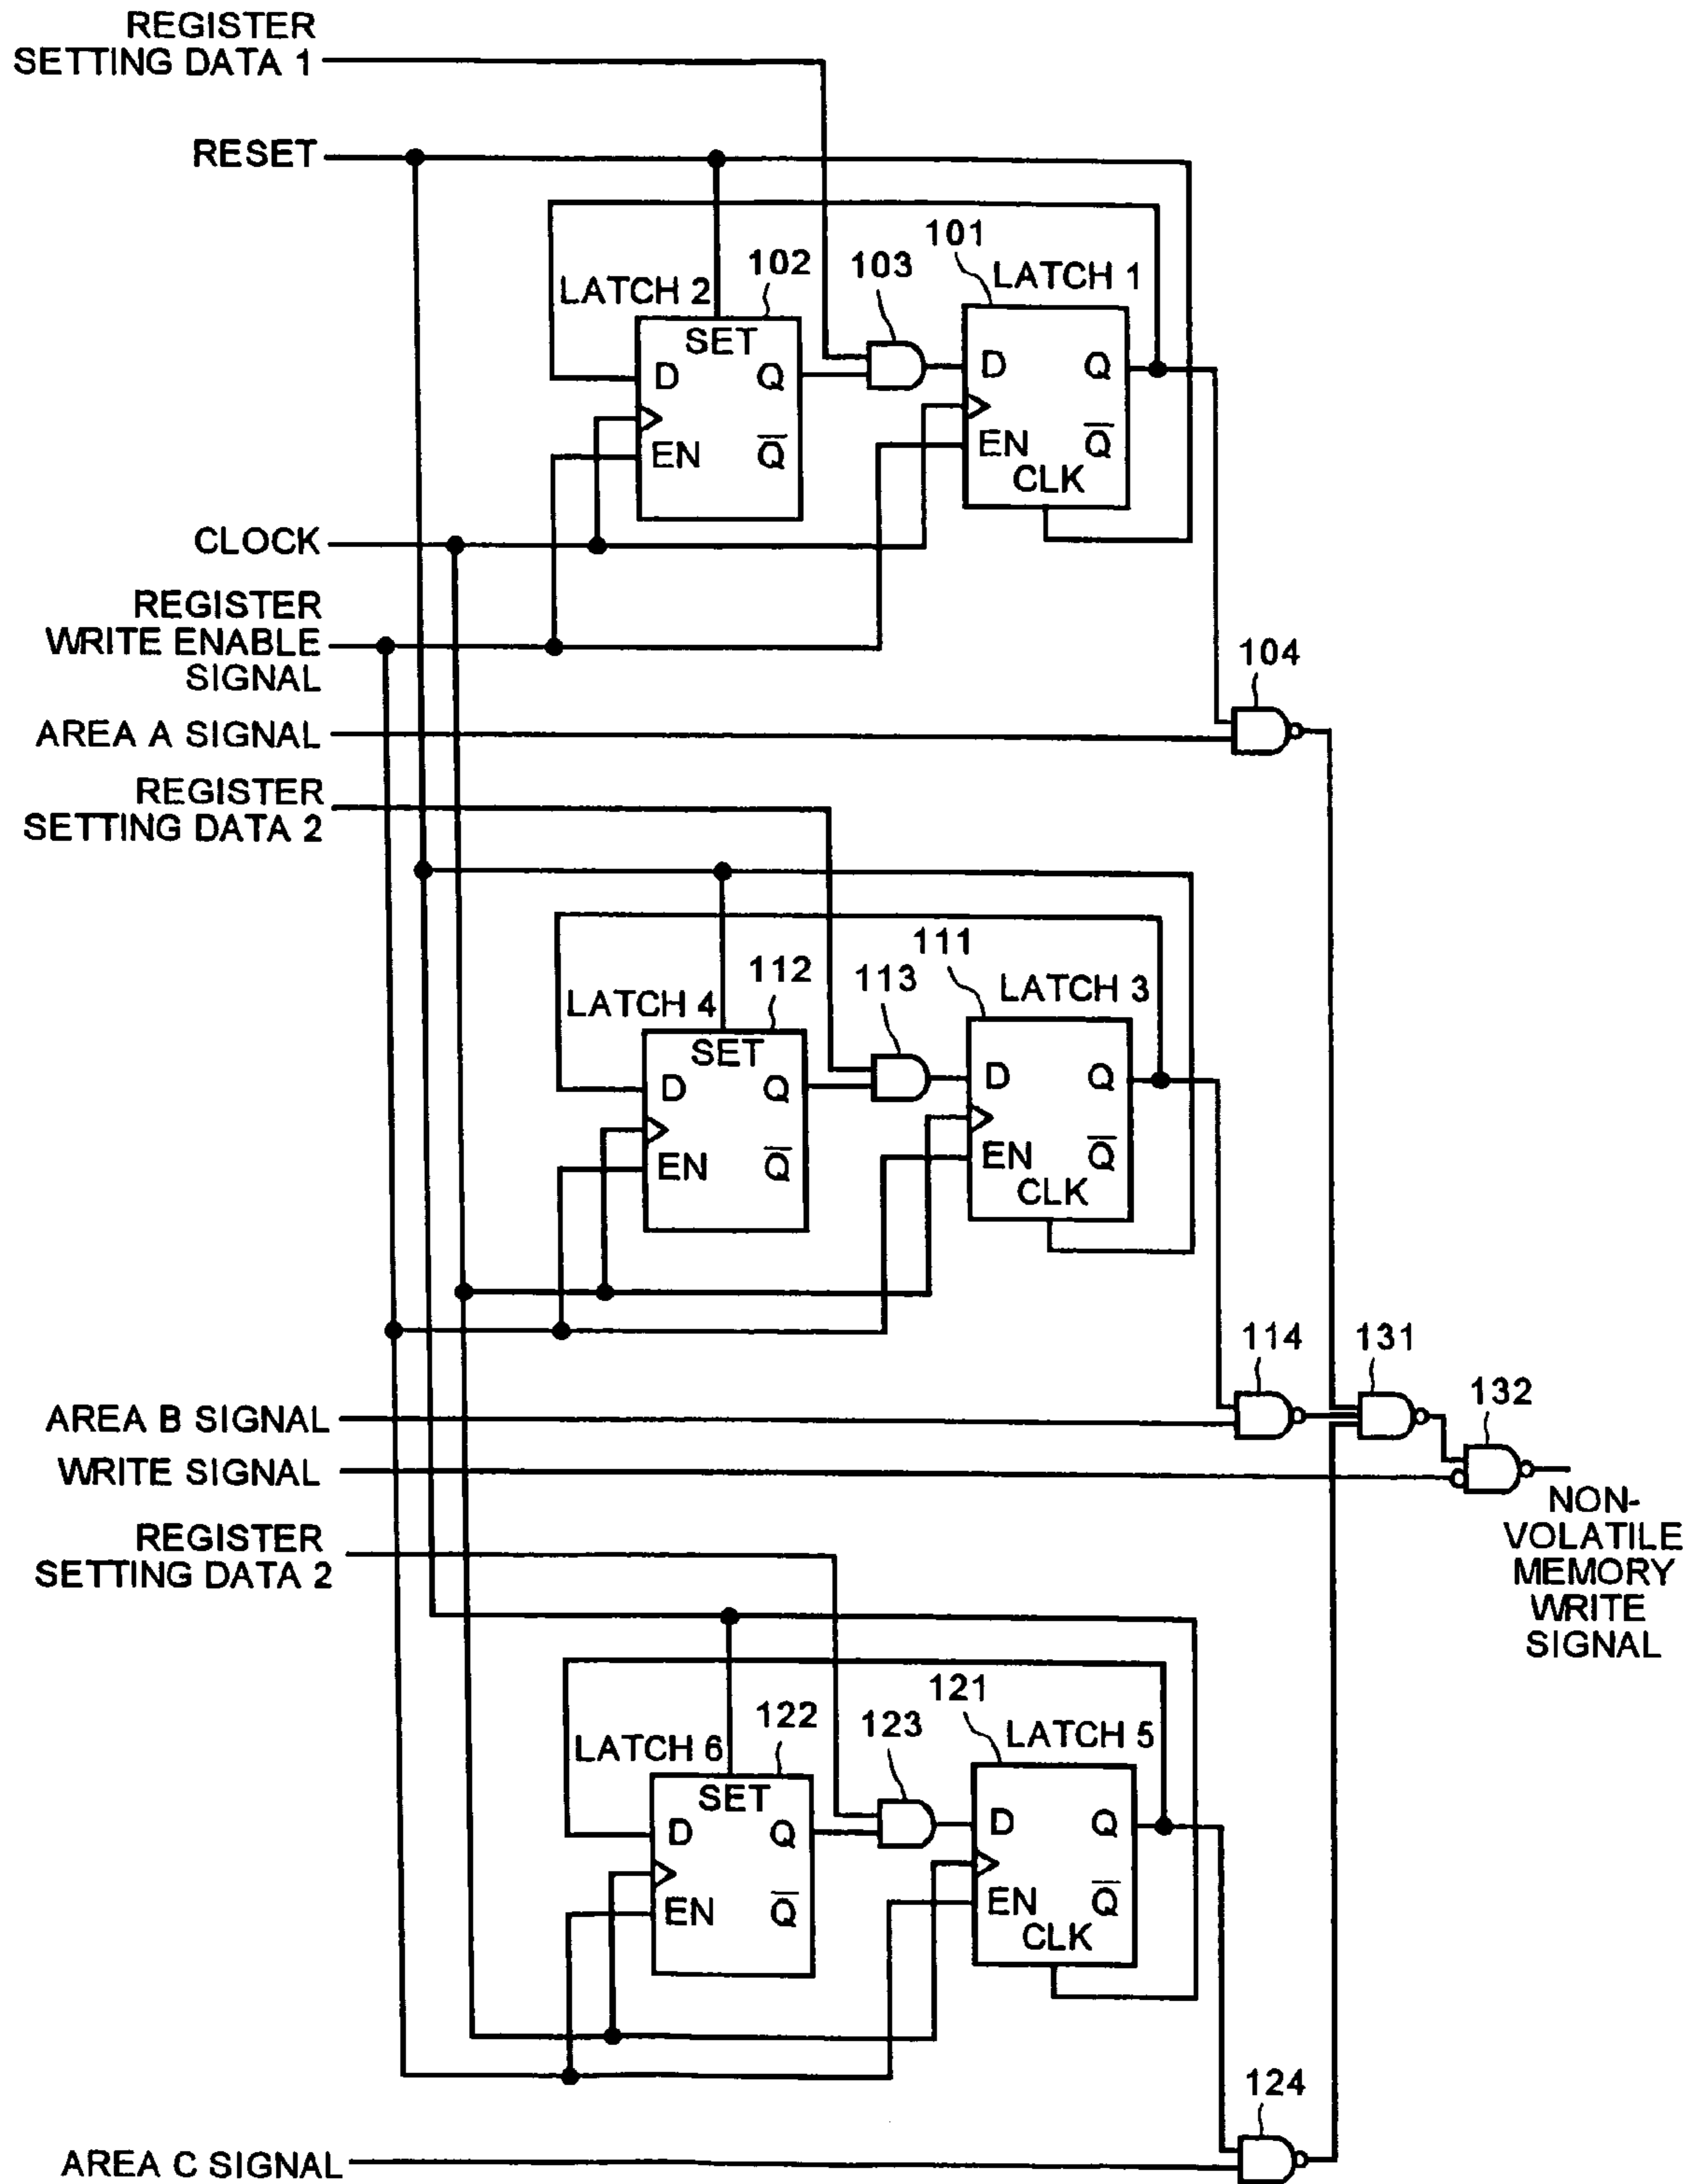 REGISTER
SETTING DATA 1
RESET
101
102
103
LATCH 2
LATCH 1
SET
D
Q
D
Q
EN
Q̅
EN
Q̅
CLK
CLOCK
REGISTER
WRITE ENABLE
SIGNAL
104
AREA A SIGNAL
REGISTER
SETTING DATA 2
111
112
113
LATCH 4
LATCH 3
SET
D
Q
D
Q
EN
Q̅
EN
Q̅
CLK
114
131
132
AREA B SIGNAL
WRITE SIGNAL
NON-
VOLATILE
MEMORY
WRITE
SIGNAL
REGISTER
SETTING DATA 2
121
122
123
LATCH 6
LATCH 5
SET
D
Q
D
Q
EN
Q̅
EN
Q̅
CLK
124
AREA C SIGNAL